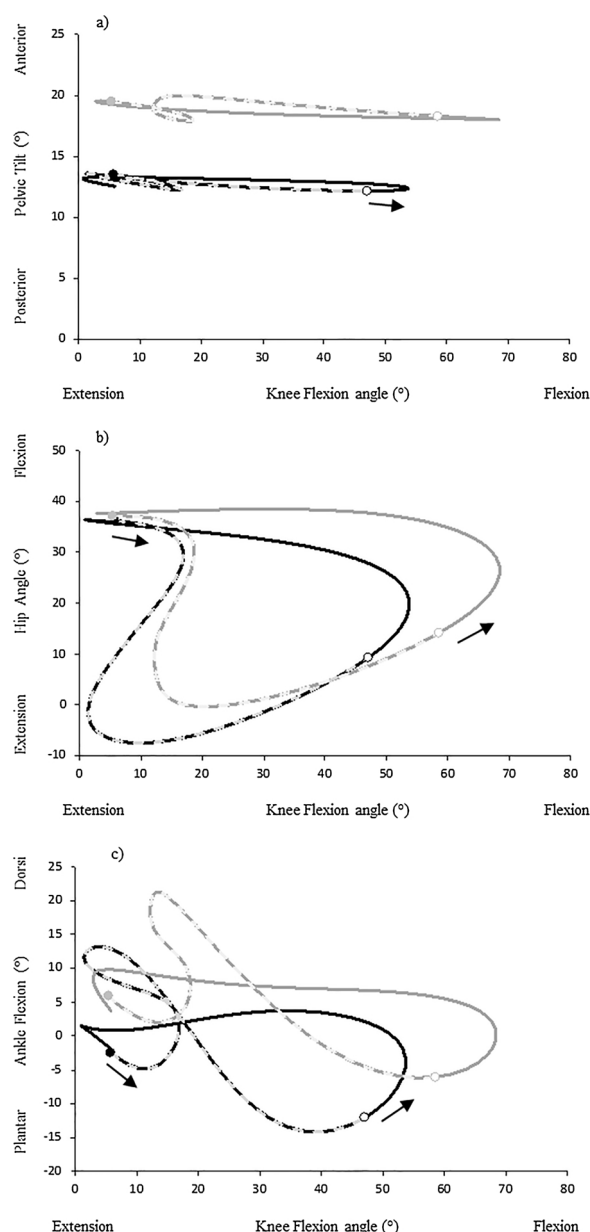 a)
Anterior
Pelvic Tilt (°)
Posterior
25
20
15
10
5
0
0 10 20 30 40 50 60 70 80
Extension Knee Flexion angle (°) Flexion
b)
Flexion
Hip Angle (°)
Extension
50
40
30
20
10
0
-10
0 10 20 30 40 50 60 70 80
Extension Knee Flexion angle (°) Flexion
c)
Dorsi
Ankle Flexion (°)
Plantar
25
20
15
10
5
0
-5
-10
-15
-20
0 10 20 30 40 50 60 70 80
Extension Knee Flexion angle (°) Flexion